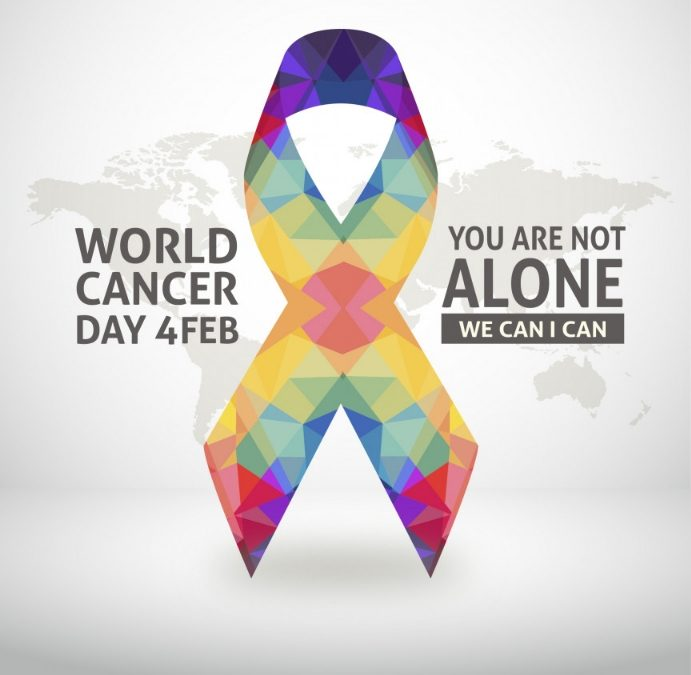 WORLD
CANCER
DAY 4FEB
YOU ARE NOT
ALONE
WE CAN I CAN